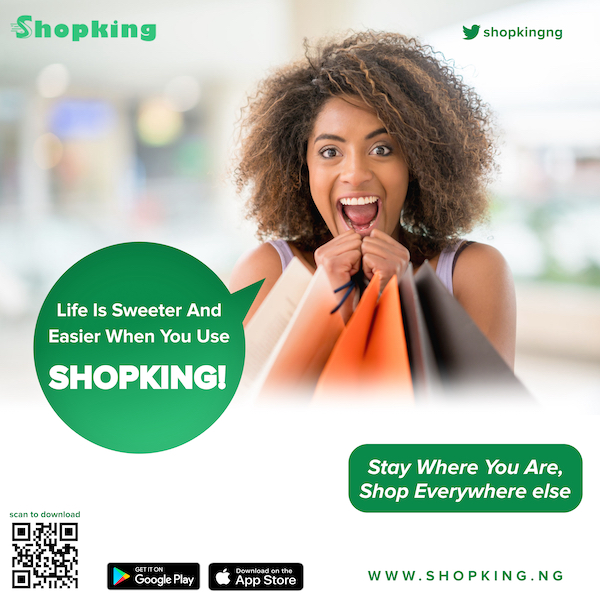 Shopking
shopkingng
Life Is Sweeter And
Easier When You Use
SHOPKING!
Stay Where You Are,
Shop Everywhere else
scan to download
GET IT ON
Google Play
Download on the
App Store
WWW.SHOPKING.NG